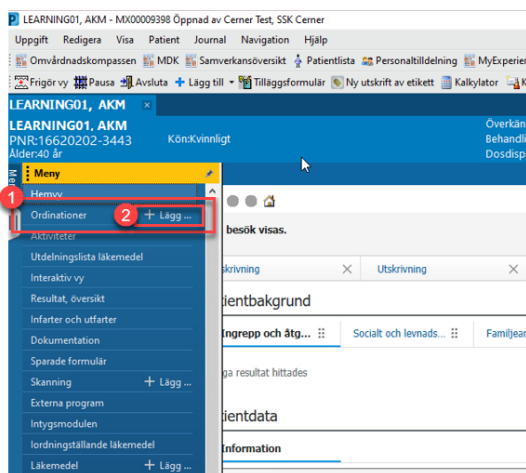 LEARNING01, AKM - MX00009398 Öppnad av Cerner Test, SSK Cerner
Uppgift Redigera Visa Patient Journal Navigation Hjälp
Omvårdnadskompassen MDK Samverkansöversikt Patientlista Personaltilldelning MyExperien
Frigör vy Pausa Avsluta Lägg till Tilläggsformulär Ny utskrift av etikett Kalkylator K
LEARNING01, AKM ×
LEARNING01, AKM
PNR:16620202-3443 Kön:Kvinnligt
Ålder:40 år
Överkän
Behandli
Dosdisp
Meny
Hemvy
1
Ordinationer 2 + Lägg ...
Aktiviteter
Utdelningslista läkemedel
Interaktiv vy
Resultat, översikt
Infarter och utfarter
Dokumentation
Sparade formulär
Skanning + Lägg ...
Externa program
Intygsmodulen
Iordningställande läkemedel
Läkemedel + Lägg ...
besök visas.
skrivning × Utskrivning ×
tientbakgrund
Ingrepp och åtg... Socialt och levnads... Familjean
ga resultat hittades
tientdata
Information